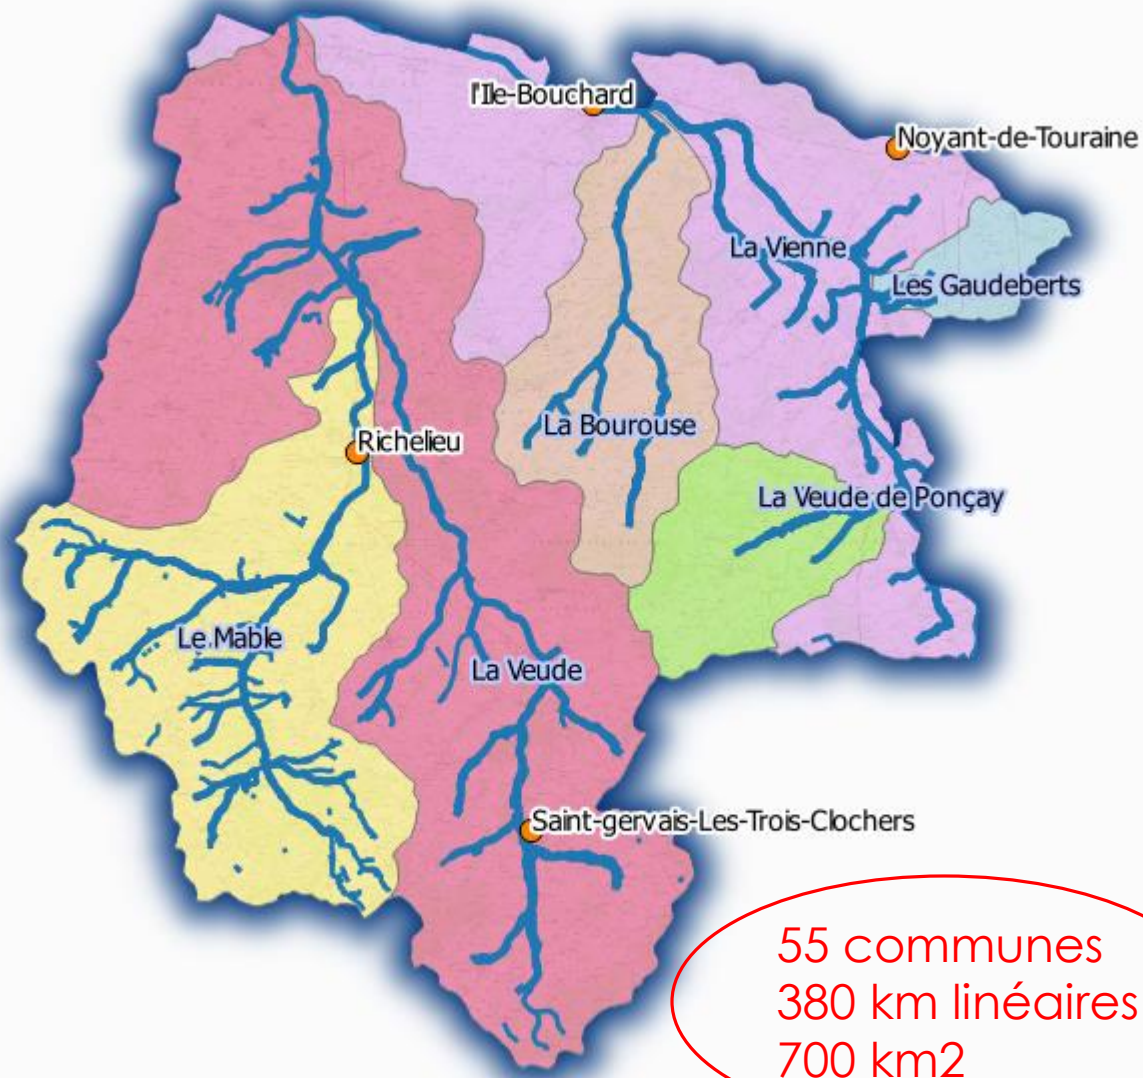 l'Ile-Bouchard
Noyant-de-Touraine
La Vienne
Les Gaudeberts
La Bourouse
Richelieu
La Veude de Ponçay
Le Mable
La Veude
Saint-gervais-Les-Trois-Clochers
55 communes
380 km linéaires
700 km2